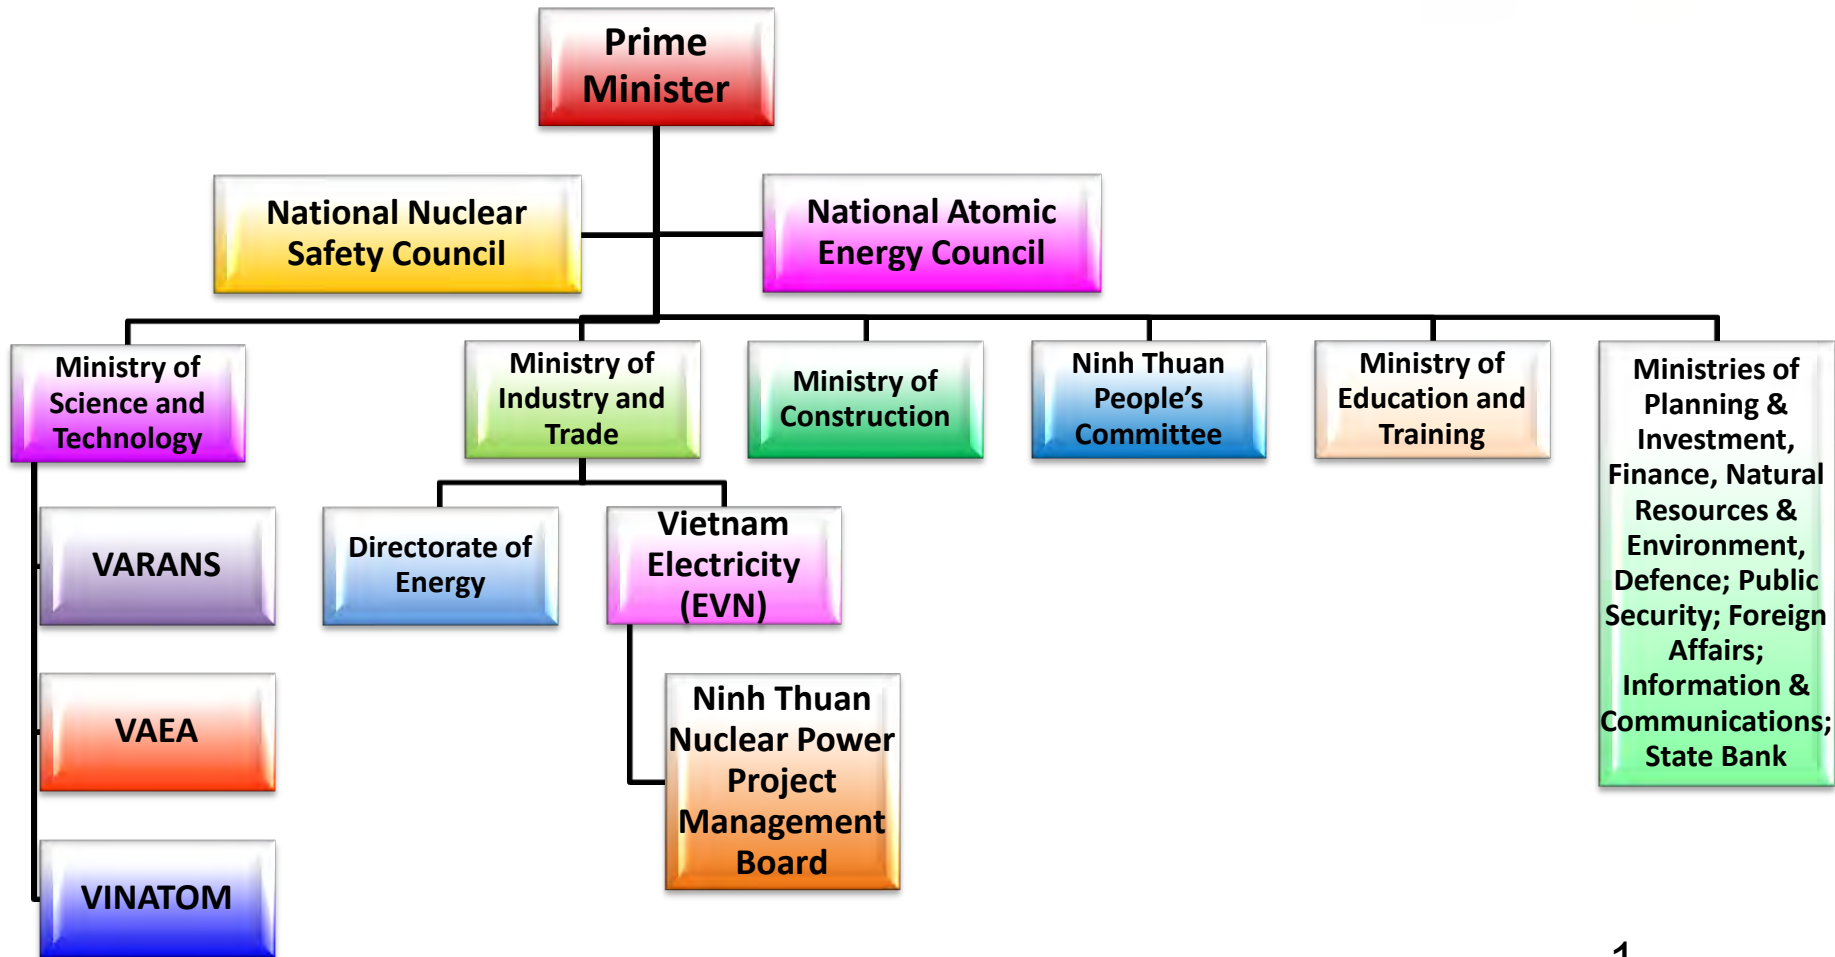 Prime
Minister
National Nuclear
Safety Council
National Atomic
Energy Council
Ministry of
Science and
Technology
Ministry of
Industry and
Trade
Ministry of
Construction
Ninh Thuan
People’s
Committee
Ministry of
Education and
Training
Ministries of
Planning &
Investment,
Finance, Natural
Resources &
Environment,
Defence; Public
Security; Foreign
Affairs;
Information &
Communications;
State Bank
VARANS
VAEA
VINATOM
Directorate of
Energy
Vietnam
Electricity
(EVN)
Ninh Thuan
Nuclear Power
Project
Management
Board
1